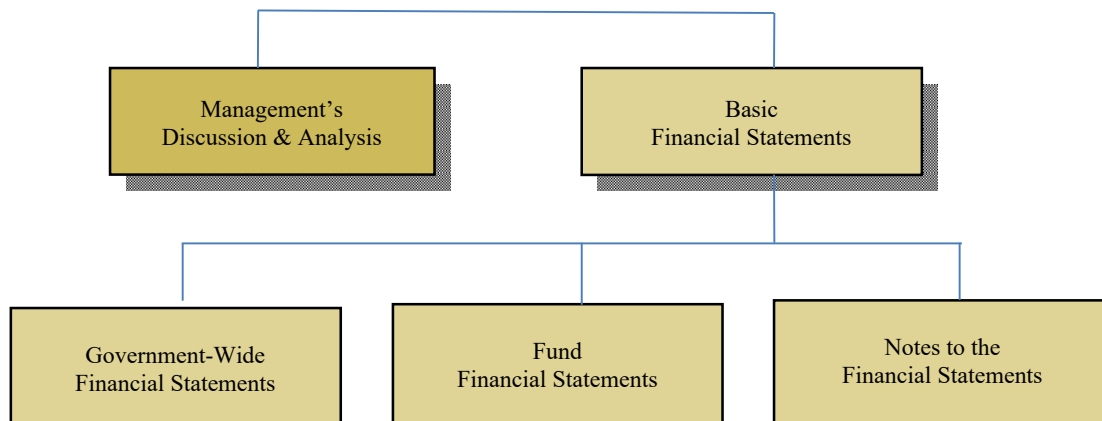 Management’s
Discussion & Analysis
Basic
Financial Statements
Government-Wide
Financial Statements
Fund
Financial Statements
Notes to the
Financial Statements